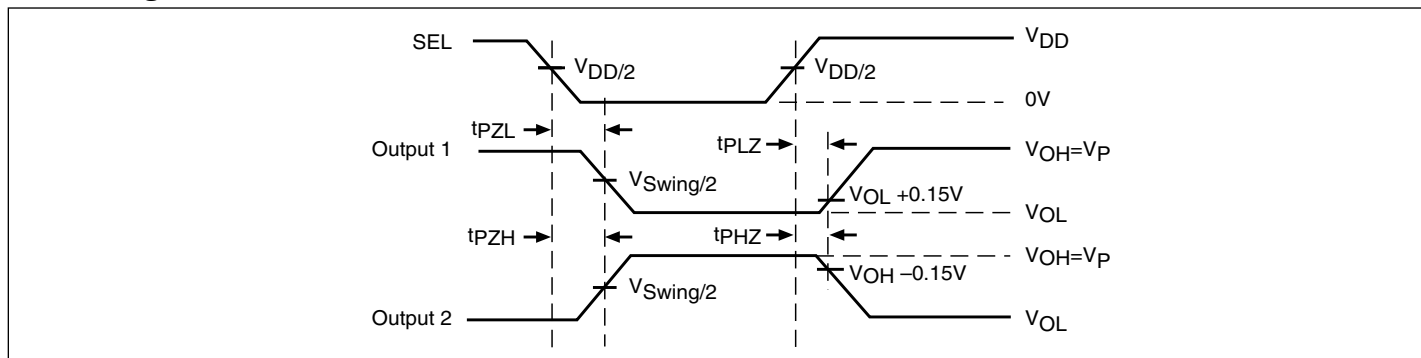 SEL
VDD/2
VDD/2
VDD
0V
tPZL
tPLZ
Output 1
VSwing/2
VOL +0.15V
VOH=VP
VOL
tPZH
tPHZ
VOH=VP
VSwing/2
VOH –0.15V
Output 2
VOL